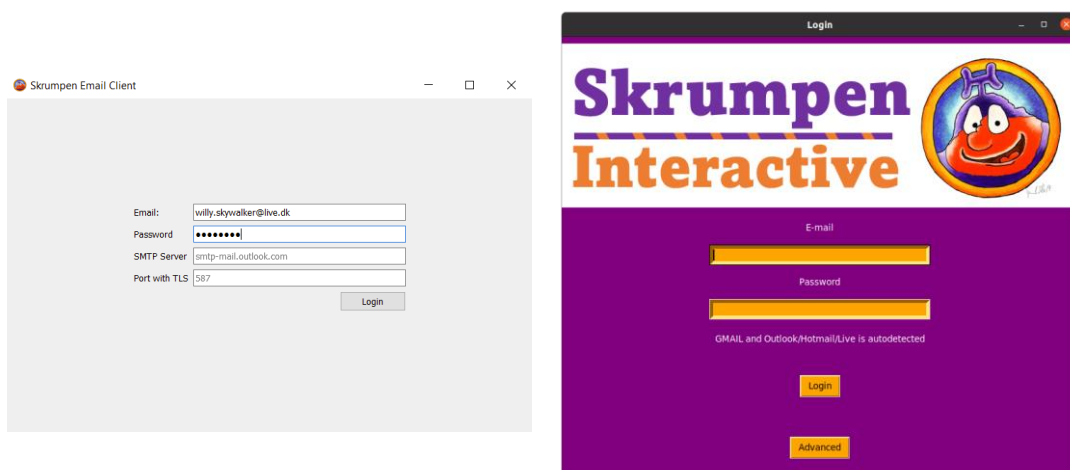 Skrumpen Email Client
Email: willy.skywalker@live.dk
Password ●●●●●●●●
SMTP Server smtp-mail.outlook.com
Port with TLS 587
Login
Login
Skrumpen
Interactive
E-mail
Password
GMAIL and Outlook/Hotmail/Live is autodetected
Login
Advanced